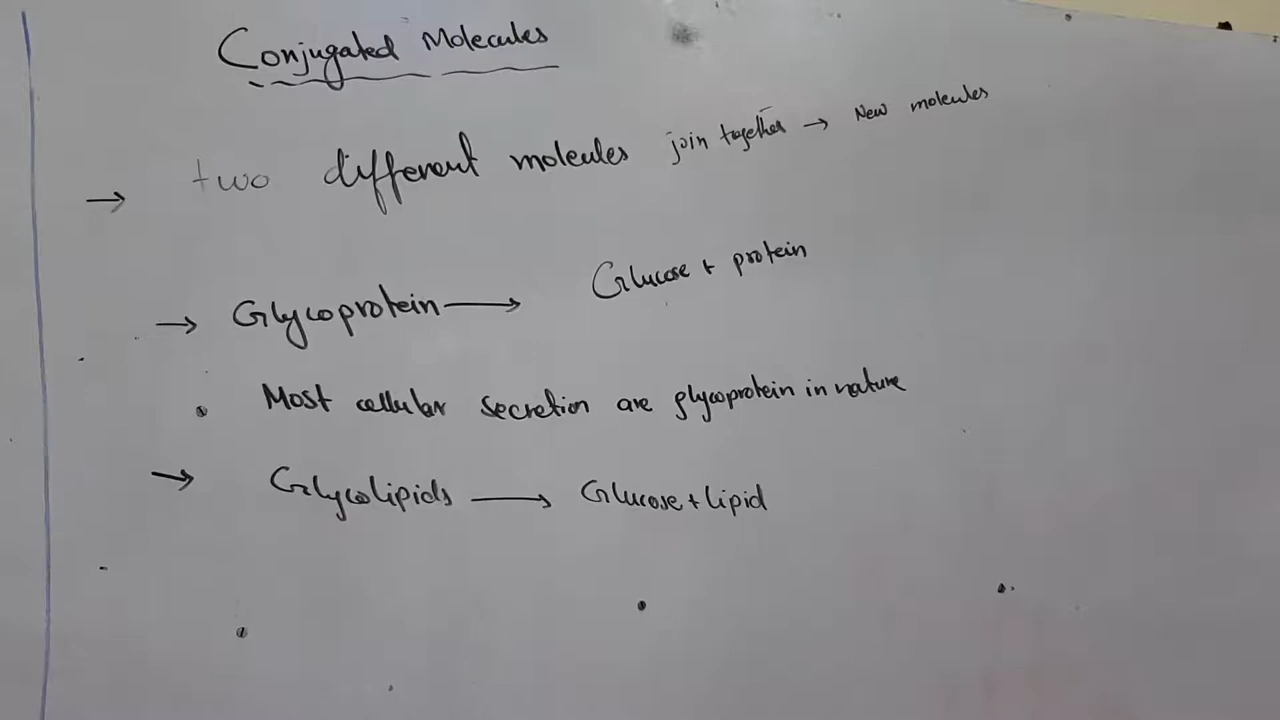 Conjugated Molecules
→ two different molecules join together → New molecules
→ Glycoprotein → Glucose + protein
• Most cellular secretion are glycoprotein in nature
→ Glycolipids → Glucose + lipid